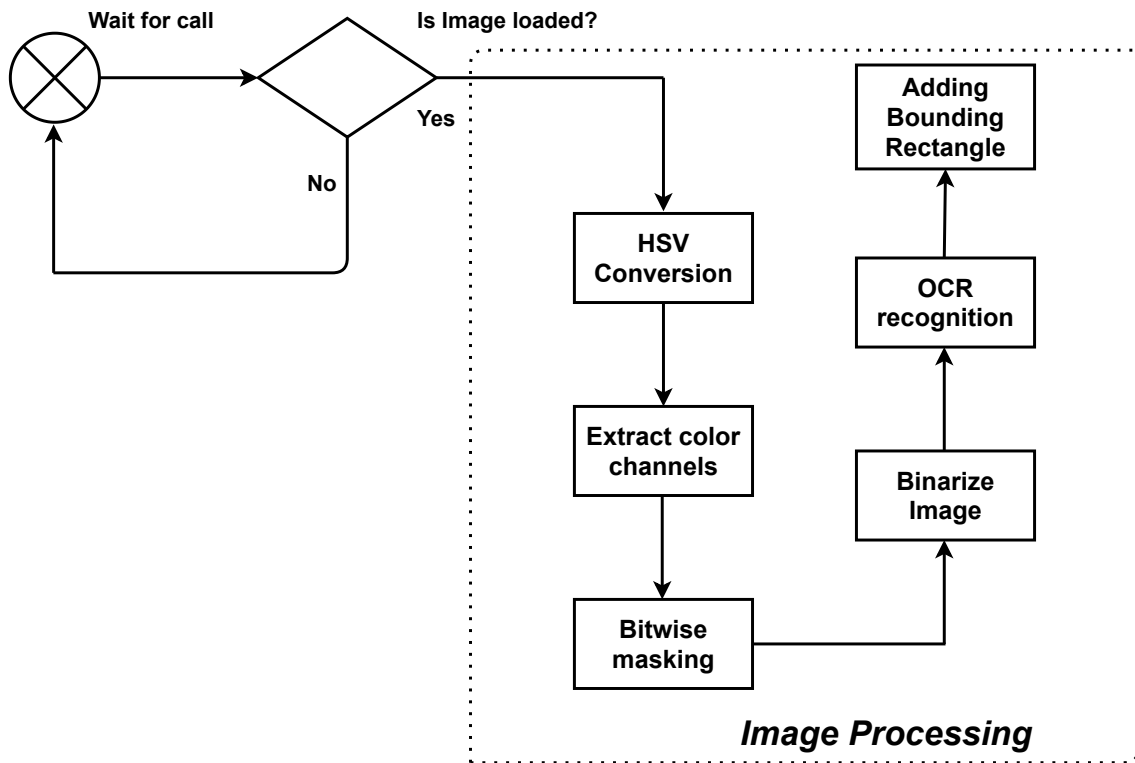 Wait for call
Is Image loaded?
Yes
No
HSV
Conversion
Extract color
channels
Bitwise
masking
Binarize
Image
OCR
recognition
Adding
Bounding
Rectangle
Image Processing